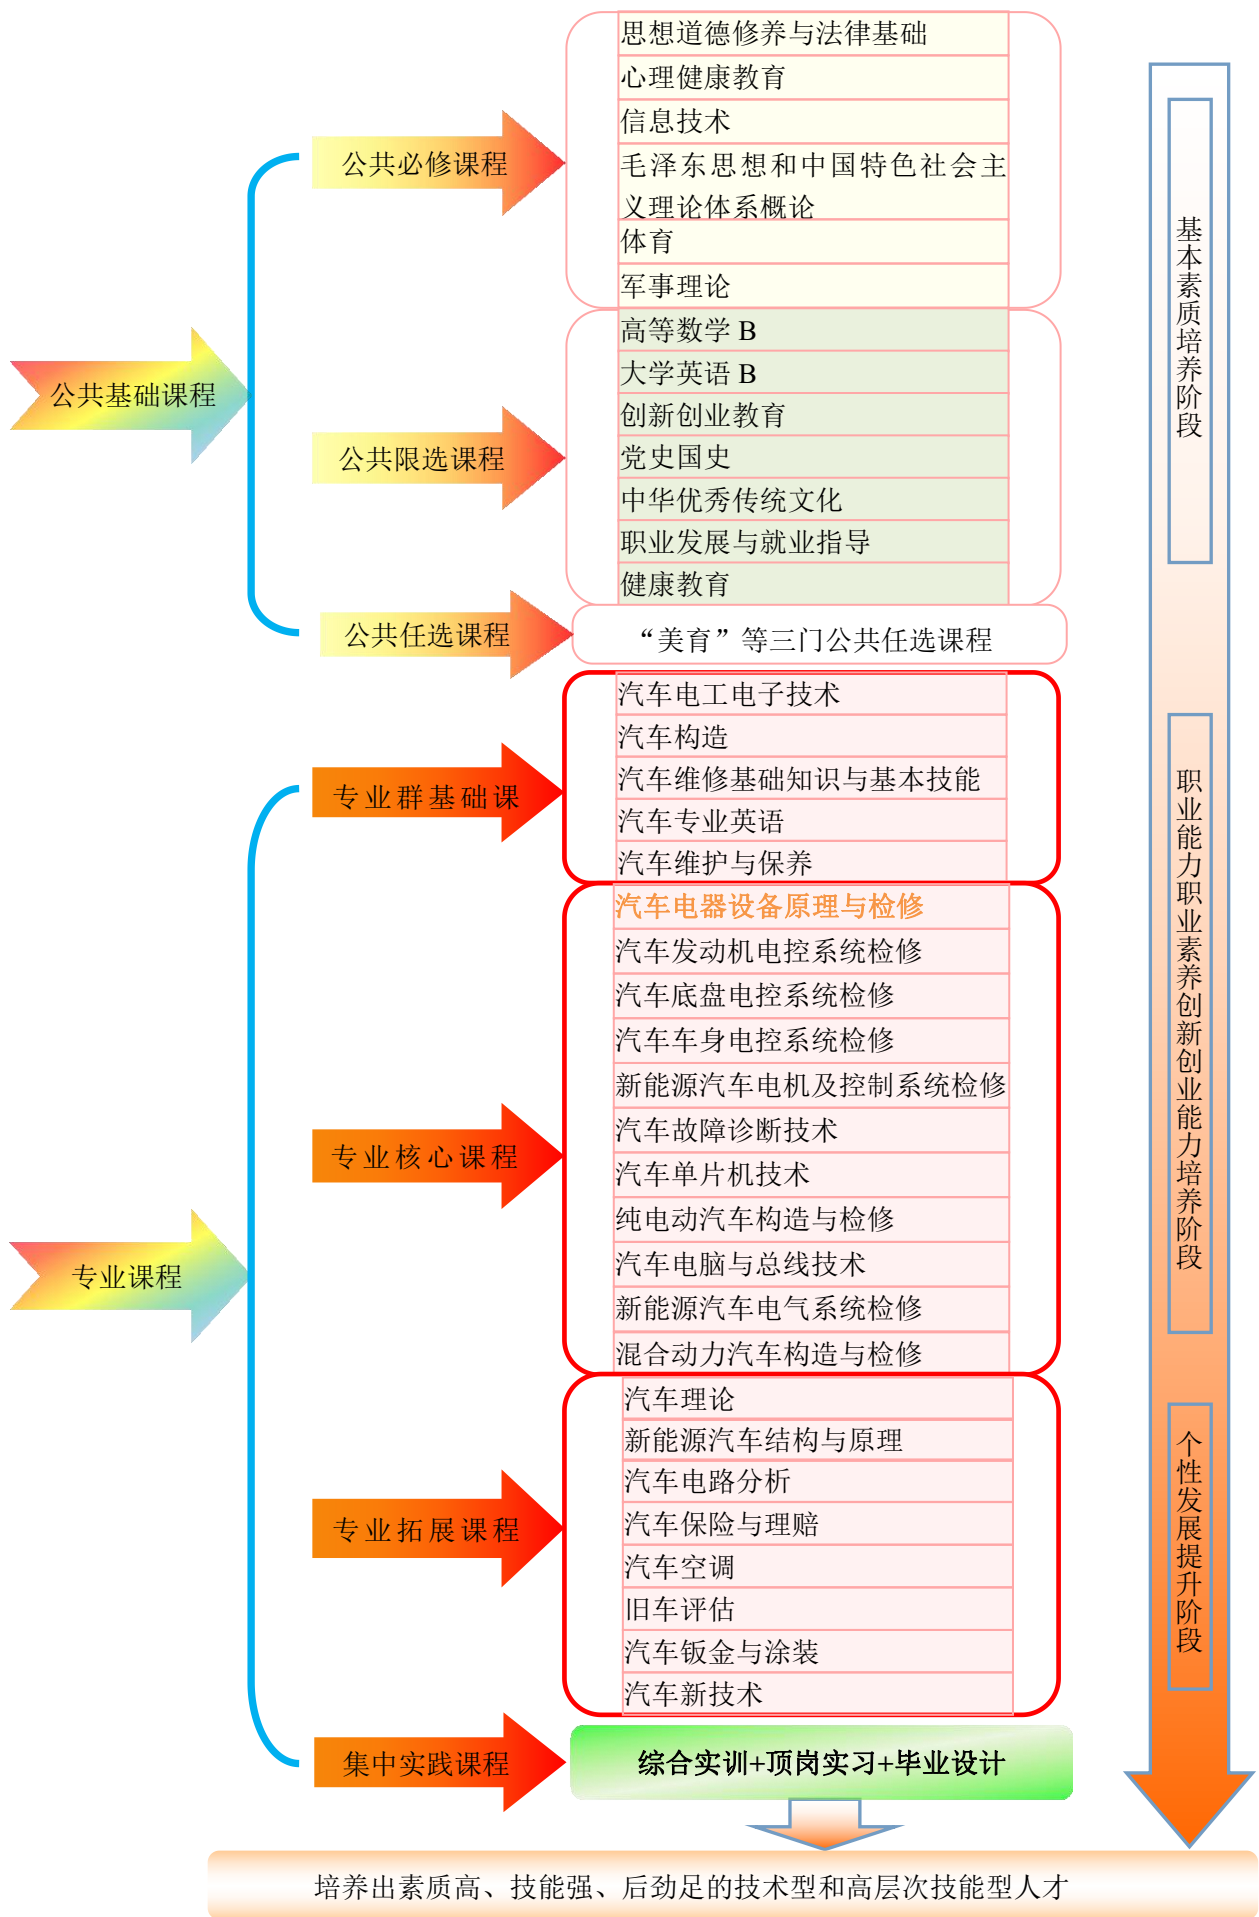 公共基础课程
公共必修课程
思想道德修养与法律基础
心理健康教育
信息技术
毛泽东思想和中国特色社会主
义理论体系概论
体育
军事理论
公共限选课程
高等数学 B
大学英语 B
创新创业教育
党史国史
中华优秀传统文化
职业发展与就业指导
健康教育
公共任选课程
“美育”等三门公共任选课程
专业课程
专业群基础课
汽车电工电子技术
汽车构造
汽车维修基础知识与基本技能
汽车专业英语
汽车维护与保养
专业核心课程
汽车电器设备原理与检修
汽车发动机电控系统检修
汽车底盘电控系统检修
汽车车身电控系统检修
新能源汽车电机及控制系统检修
汽车故障诊断技术
汽车单片机技术
纯电动汽车构造与检修
汽车电脑与总线技术
新能源汽车电气系统检修
混合动力汽车构造与检修
专业拓展课程
汽车理论
新能源汽车结构与原理
汽车电路分析
汽车保险与理赔
汽车空调
旧车评估
汽车钣金与涂装
汽车新技术
集中实践课程
综合实训+顶岗实习+毕业设计
基本素质培养阶段
职业能力职业素养创新创业能力培养阶段
个性发展提升阶段
培养出素质高、技能强、后劲足的技术型和高层次技能型人才